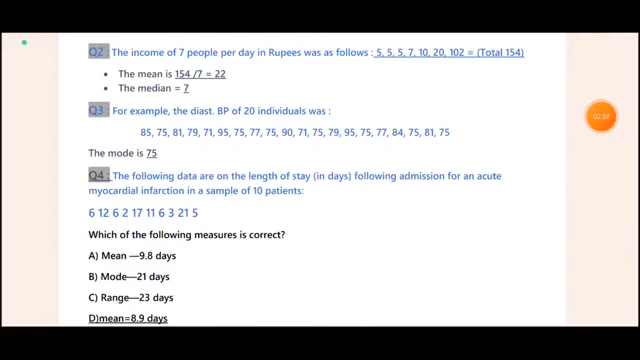 Q2 : The income of 7 people per day in Rupees was as follows : 5, 5, 5, 7, 10, 20, 102 = (Total 154)
• The mean is 154 /7 = 22
• The median = 7
Q3 : For example, the diast. BP of 20 individuals was :
85, 75, 81, 79, 71, 95, 75, 77, 75, 90, 71, 75, 79, 95, 75, 77, 84, 75, 81, 75
The mode is 75
Q4 : The following data are on the length of stay (in days) following admission for an acute
myocardial infarction in a sample of 10 patients:
6 12 6 2 17 11 6 3 21 5
Which of the following measures is correct?
A) Mean —9.8 days
B) Mode—21 days
C) Range—23 days
D)mean=8.9 days